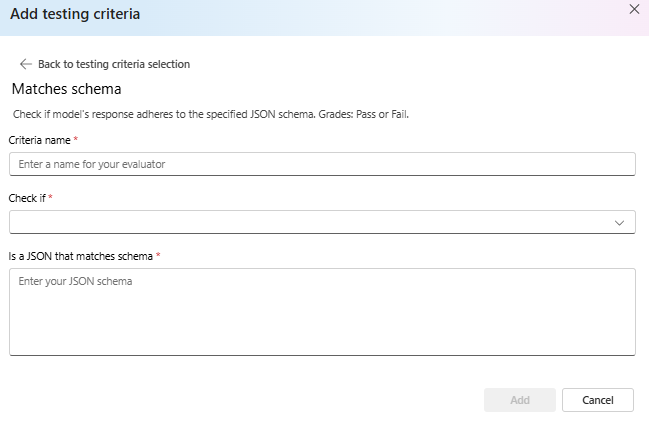 Add testing criteria
Back to testing criteria selection
Matches schema
Check if model's response adheres to the specified JSON schema. Grades: Pass or Fail.
Criteria name *
Enter a name for your evaluator
Check if *
Is a JSON that matches schema *
Enter your JSON schema
Add Cancel